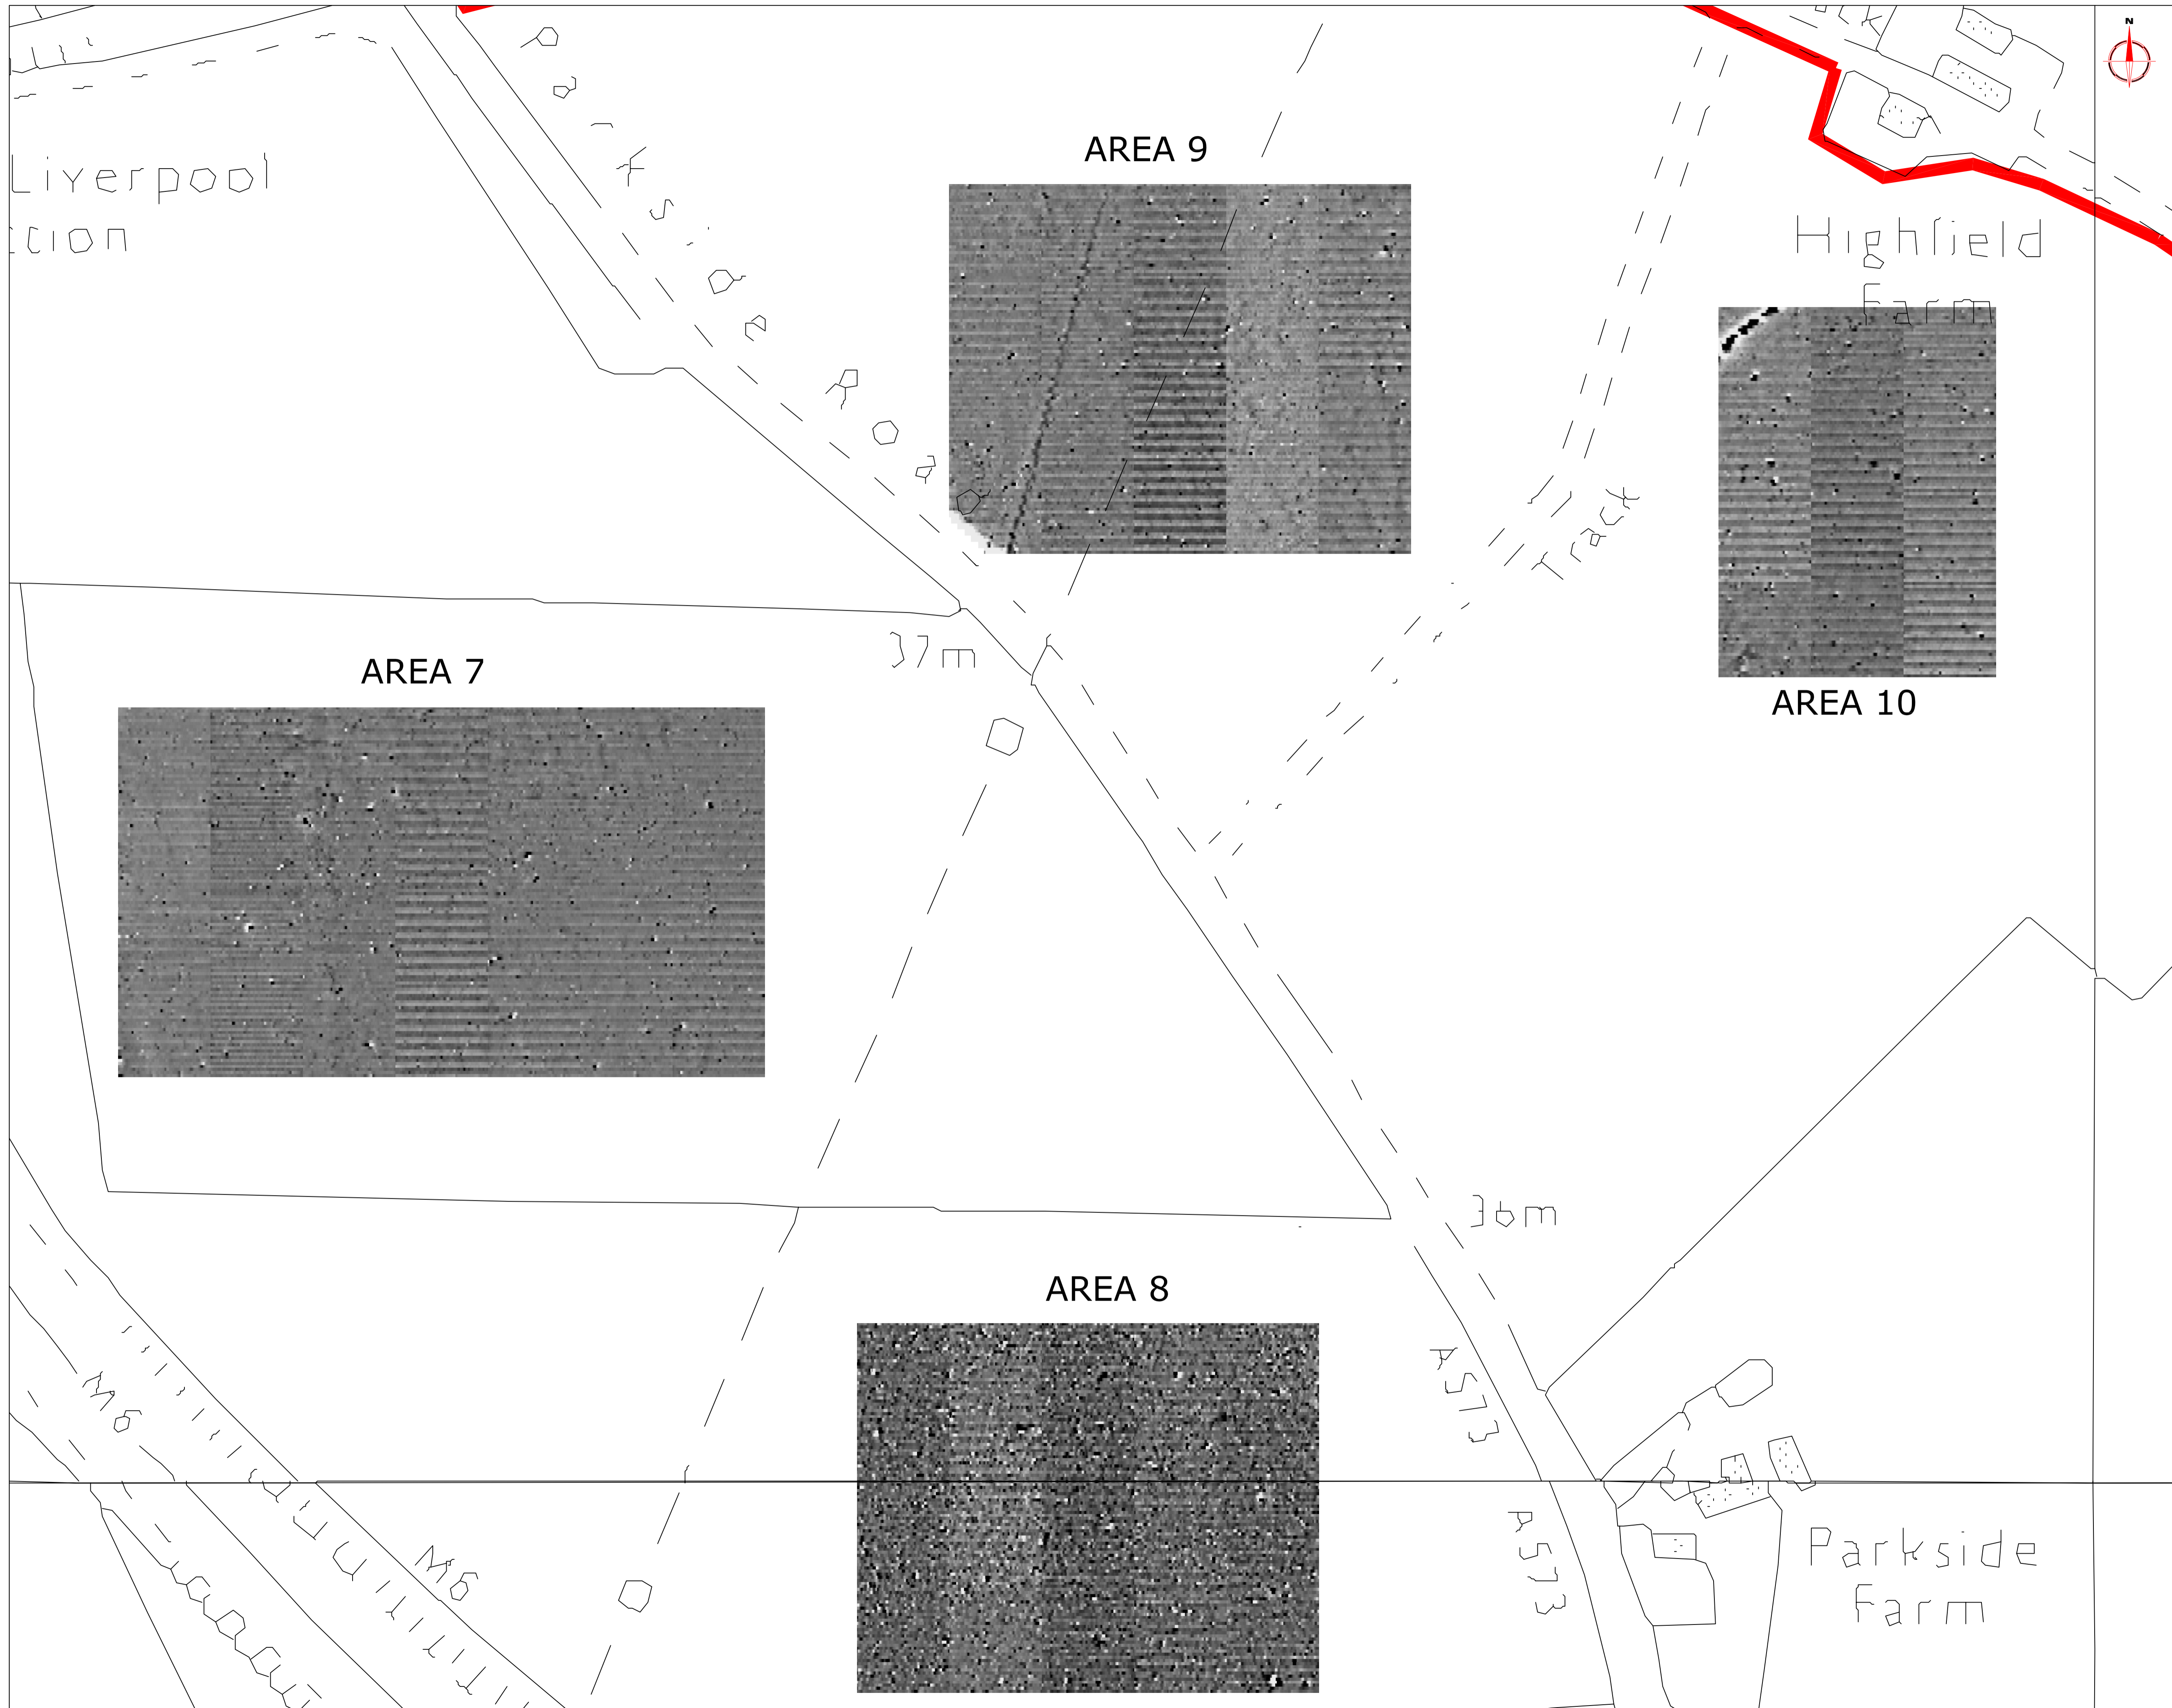 N
Liverpool
tion
Parkside Road
AREA 9
Highfield
Farm
Track
37m
AREA 7
AREA 10
36m
AREA 8
A573
M6
M6
A573
Parkside
Farm